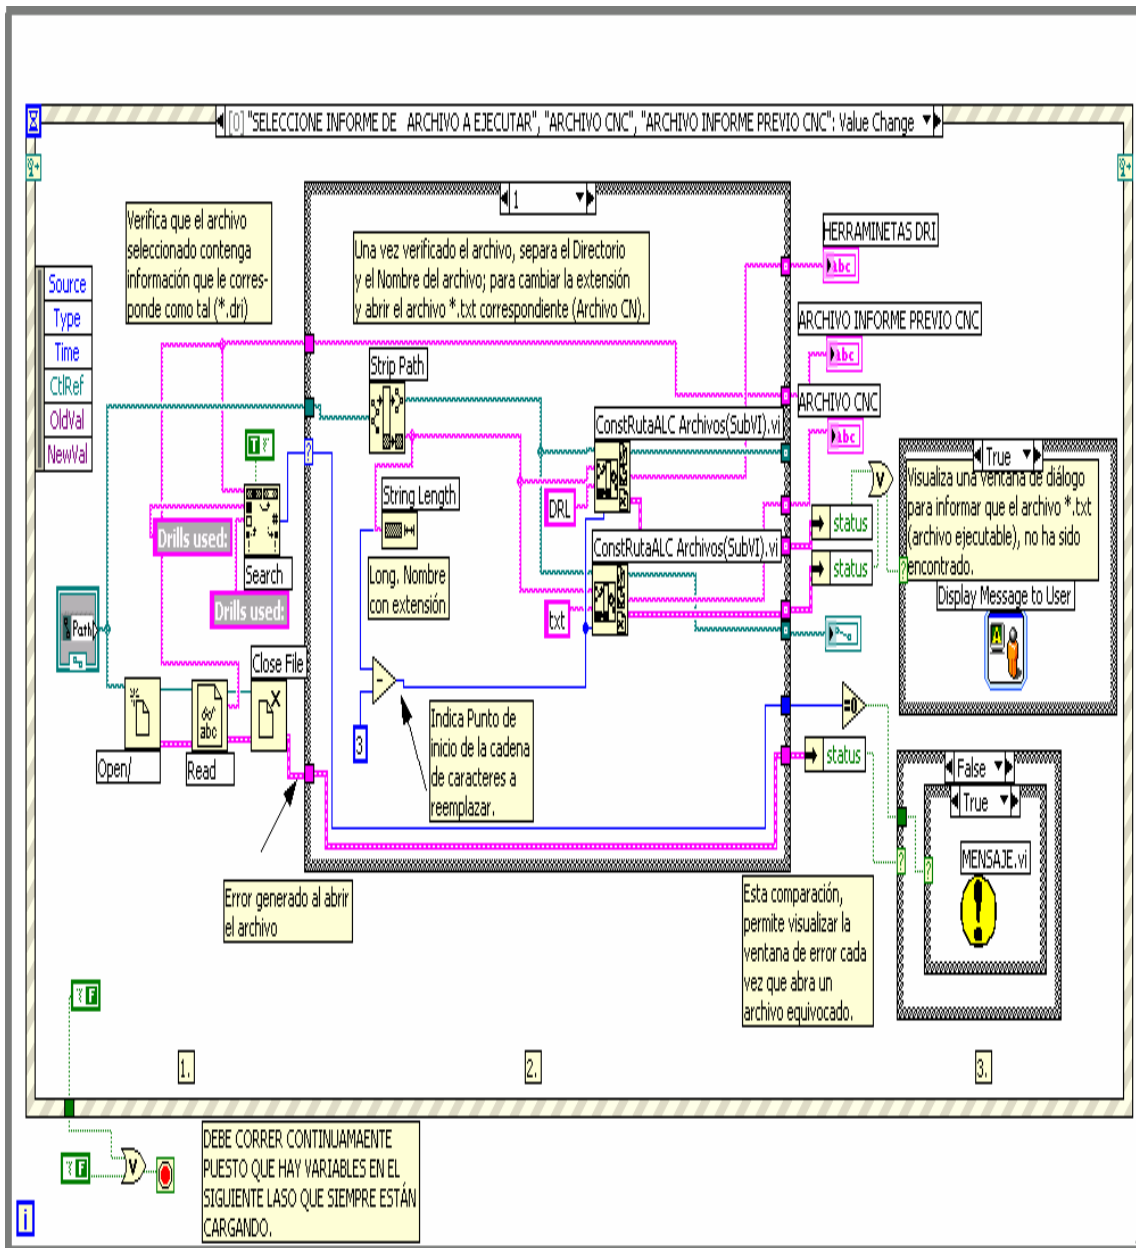 [0] "SELECCIONE INFORME DE ARCHIVO A EJECUTAR", "ARCHIVO CNC", "ARCHIVO INFORME PREVIO CNC": Value Change
Source
Type
Time
CtlRef
OldVal
NewVal
Verifica que el archivo
seleccionado contenga
información que le corres-
ponde como tal (*.dri)
1
Una vez verificado el archivo, separa el Directorio
y el Nombre del archivo; para cambiar la extensión
y abrir el archivo *.txt correspondiente (Archivo CN).
HERRAMINETAS DRI
abc
ARCHIVO INFORME PREVIO CNC
abc
ARCHIVO CNC
abc
Strip Path
ConstRutaALC Archivos(SubVI).vi
String Length
DRL
T
Drills used:
Search
Drills used:
Long. Nombre
con extensión
ConstRutaALC Archivos(SubVI).vi
txt
status
status
V
True
Visualiza una ventana de diálogo
para informar que el archivo *.txt
(archivo ejecutable), no ha sido
encontrado.
Display Message to User
A
Path
Close File
Open/
abc
Read
-
3
Indica Punto de
inicio de la cadena
de caracteres a
reemplazar.
=0
status
False
True
MENSAJE.vi
!
Error generado al abrir
el archivo
Esta comparación,
permite visualizar la
ventana de error cada
vez que abra un
archivo equivocado.
F
1.
2.
3.
F
V
DEBE CORRER CONTINUAMAENTE
PUESTO QUE HAY VARIABLES EN EL
SIGUIENTE LASO QUE SIEMPRE ESTÁN
CARGANDO.
i